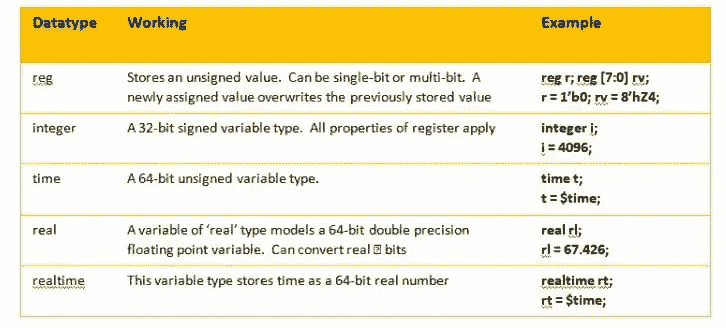 Datatype Working Example
reg Stores an unsigned value. Can be single-bit or multi-bit. A reg r; reg [7:0] rv;
newly assigned value overwrites the previously stored value r = 1'b0; rv = 8'hZ4;
integer A 32-bit signed variable type. All properties of register apply integer i;
i = 4096;
time A 64-bit unsigned variable type. time t;
t = $time;
real A variable of 'real' type models a 64-bit double precision real rl;
floating point variable. Can convert real ⍰ bits rl = 67.426;
realtime This variable type stores time as a 64-bit real number realtime rt;
rt = $time;